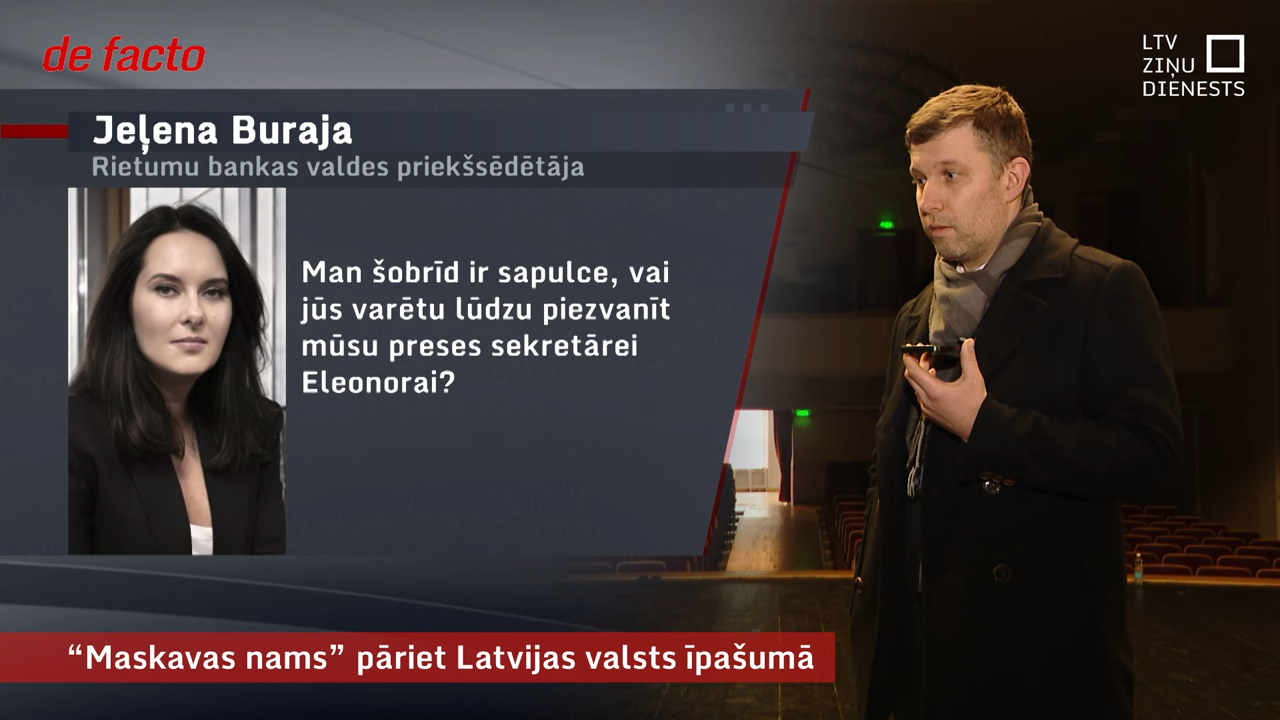 de facto
LTV
ZIŅU
DIENESTS
Jeļena Buraja
Rietumu bankas valdes priekšsēdētāja
Man šobrīd ir sapulce, vai
jūs varētu lūdzu piezvanīt
mūsu preses sekretārei
Eleonorai?
“Maskavas nams” pāriet Latvijas valsts īpašumā